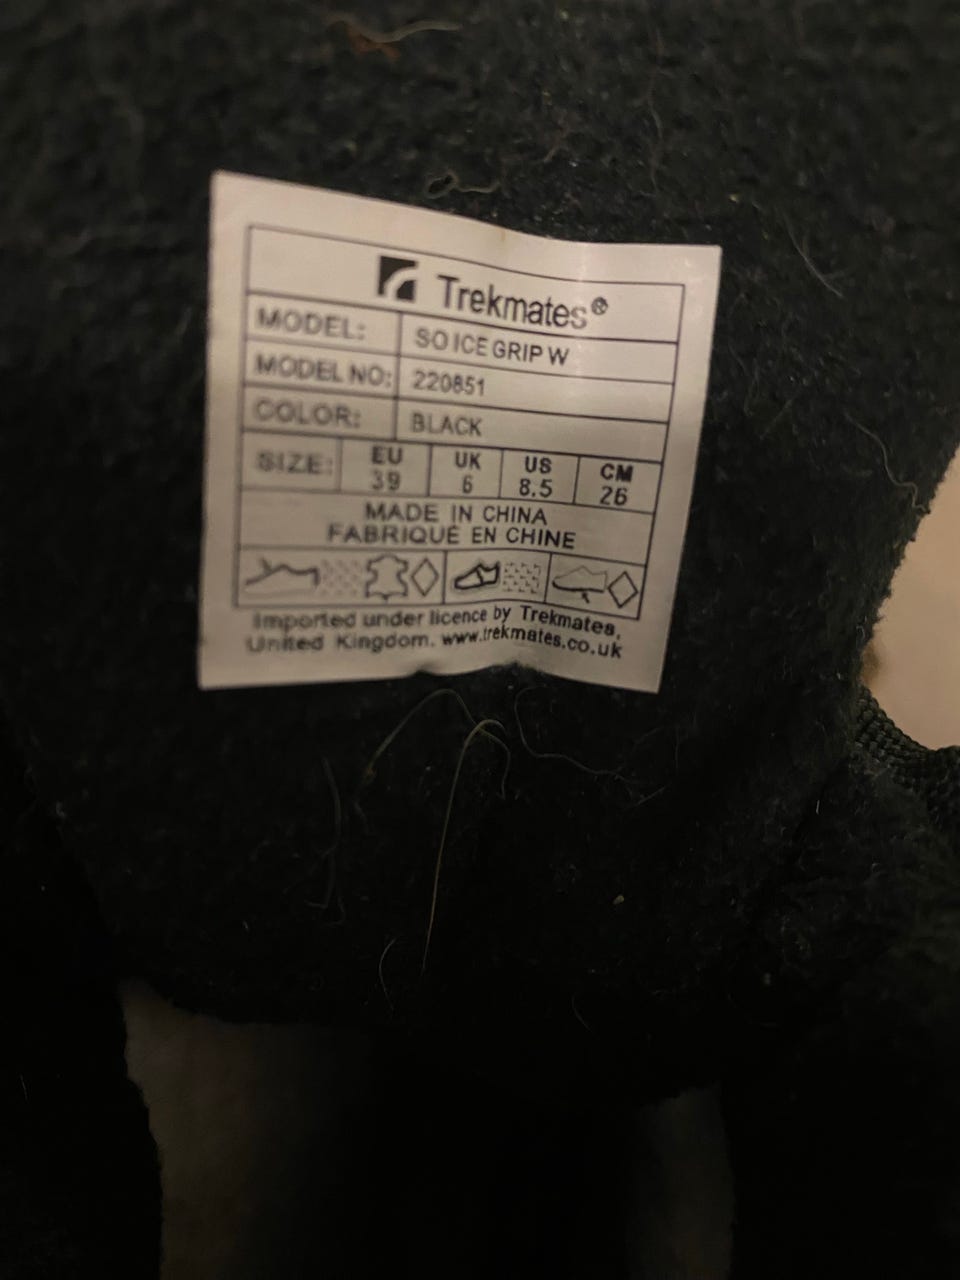 Trekmates®
MODEL: SO ICE GRIP W
MODEL NO: 220851
COLOR: BLACK
SIZE: EU 39 UK 6 US 8.5 CM 26
MADE IN CHINA
FABRIQUÉ EN CHINE
Imported under licence by Trekmates,
United Kingdom. www.trekmates.co.uk